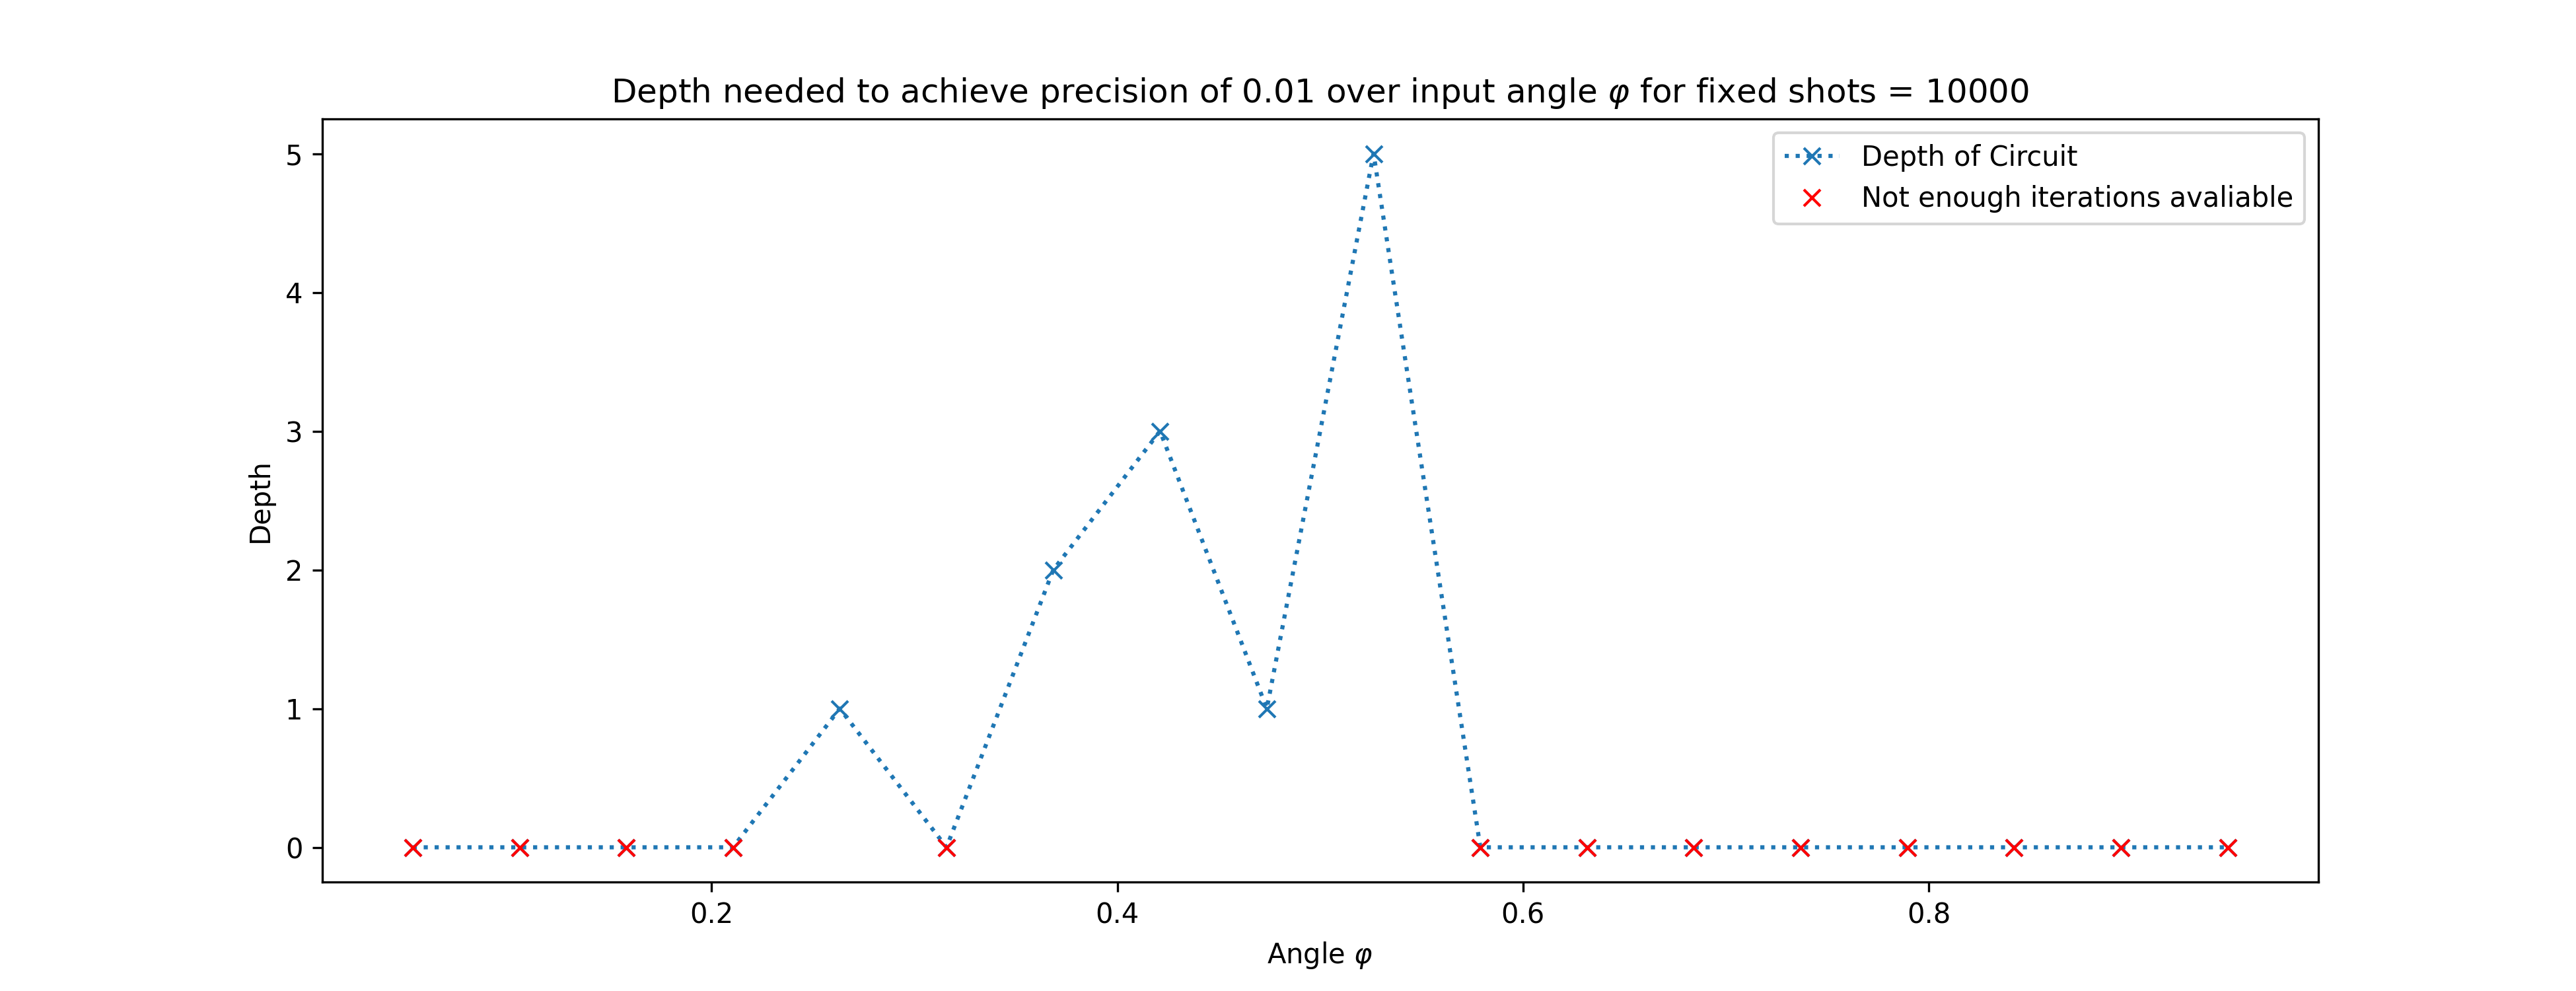 Depth needed to achieve precision of 0.01 over input angle φ for fixed shots = 10000
Depth of Circuit
Not enough iterations avaliable
Depth
5
4
3
2
1
0
0.2 0.4 0.6 0.8
Angle φ